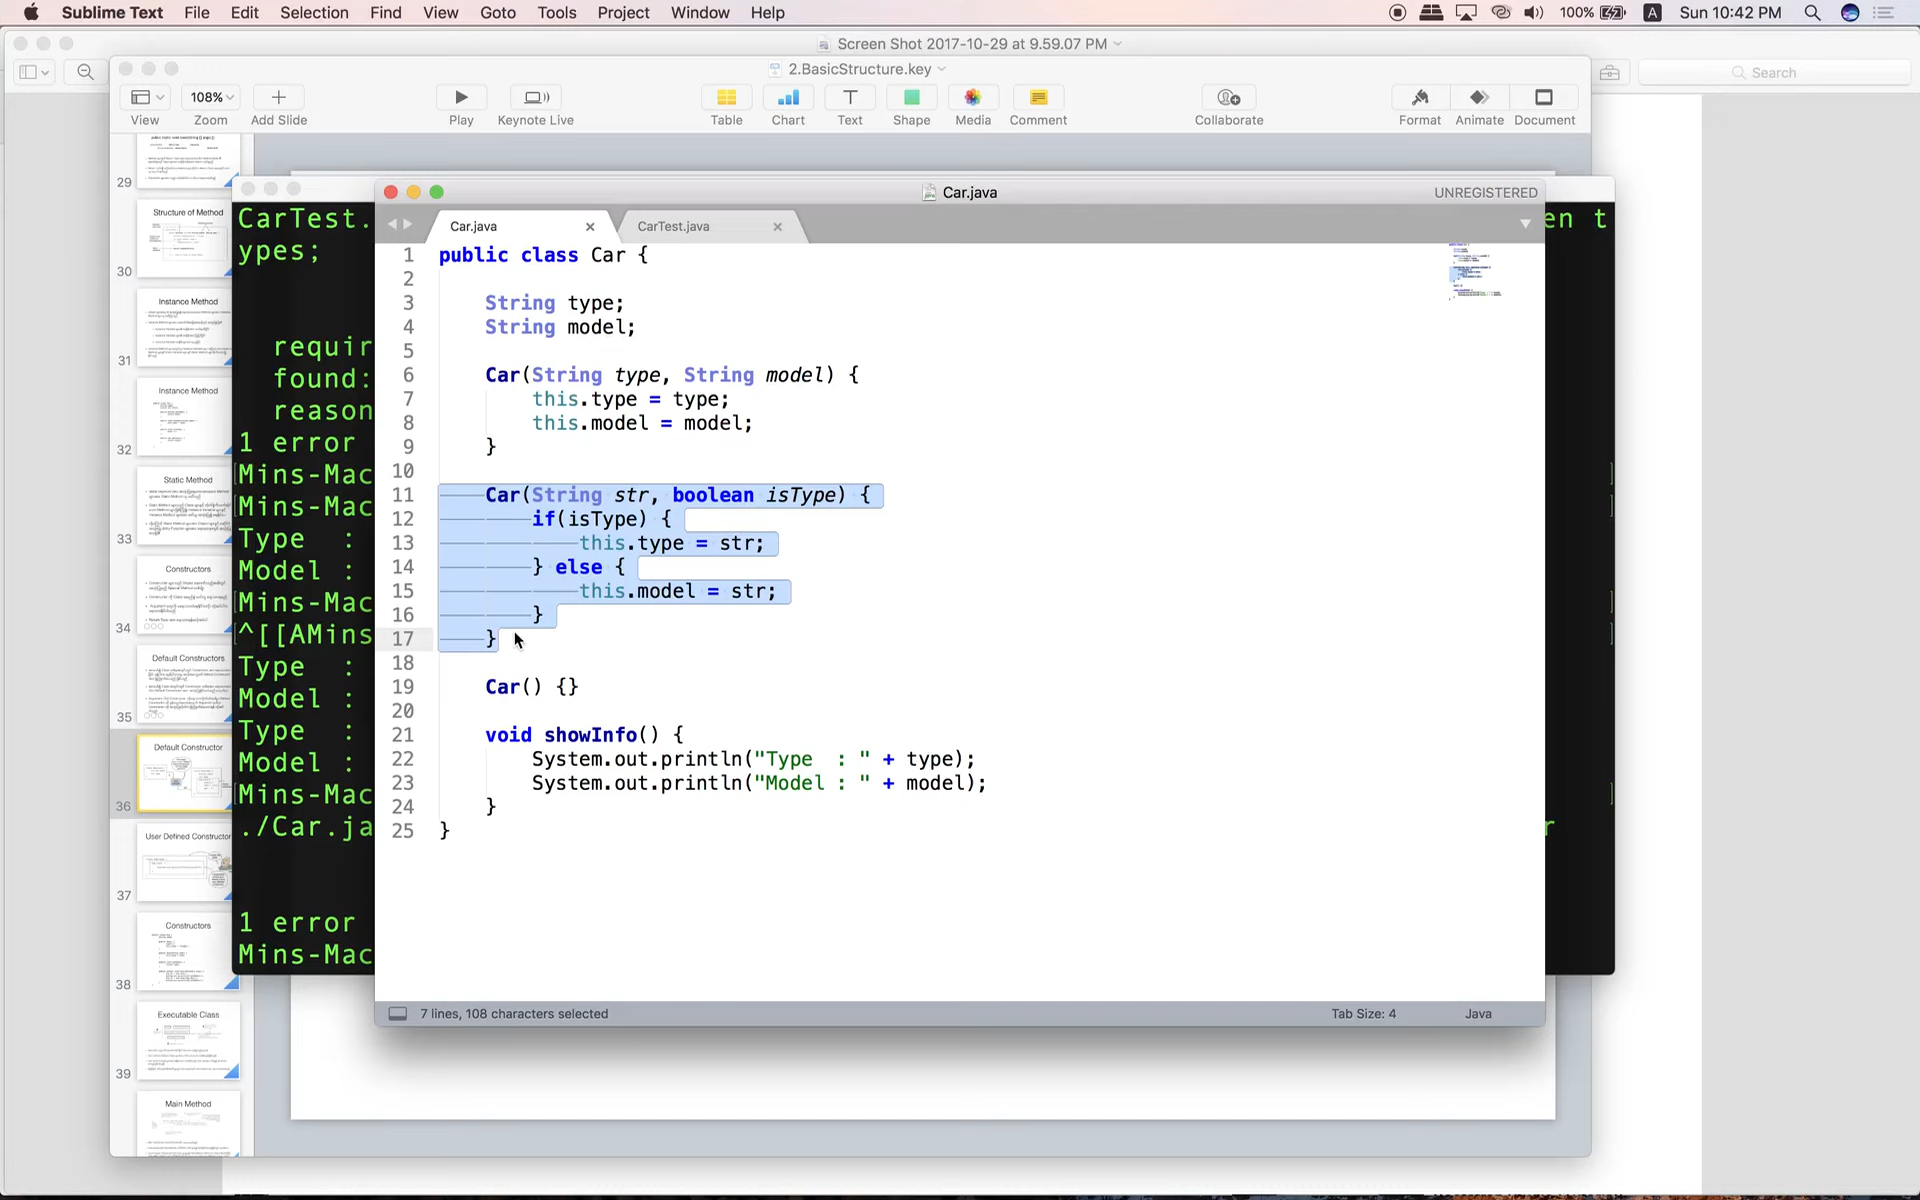 Sublime Text File Edit Selection Find View Goto Tools Project Window Help 100% A Sun 10:42 PM
Screen Shot 2017-10-29 at 9.59.07 PM
Search
2.BasicStructure.key
108%
View Zoom Add Slide Play Keynote Live Table Chart Text Shape Media Comment Collaborate Format Animate Document
29
Structure of Method
30
Instance Method
31
Instance Method
32
Static Method
33
Constructors
34
Default Constructors
35
Default Constructor
36
User Defined Constructor
37
Constructors
38
Executable Class
39
Main Method
CarTest.
en t
ypes;
requir
found:
reason
1 error
[Mins-Mac
[Mins-Mac
Type :
Model :
[Mins-Mac
^[[AMins
Type :
Model :
Type :
Model :
[Mins-Mac
./Car.ja
r
1 error
Mins-Mac
Car.java
UNREGISTERED
Car.java
CarTest.java
1 public class Car {
2
3 String type;
4 String model;
5
6 Car(String type, String model) {
7 this.type = type;
8 this.model = model;
9 }
10
11 Car(String str, boolean isType) {
12 if(isType) {
13 this.type = str;
14 } else {
15 this.model = str;
16 }
17 }
18
19 Car() {}
20
21 void showInfo() {
22 System.out.println("Type  : " + type);
23 System.out.println("Model : " + model);
24 }
25 }
7 lines, 108 characters selected
Tab Size: 4
Java